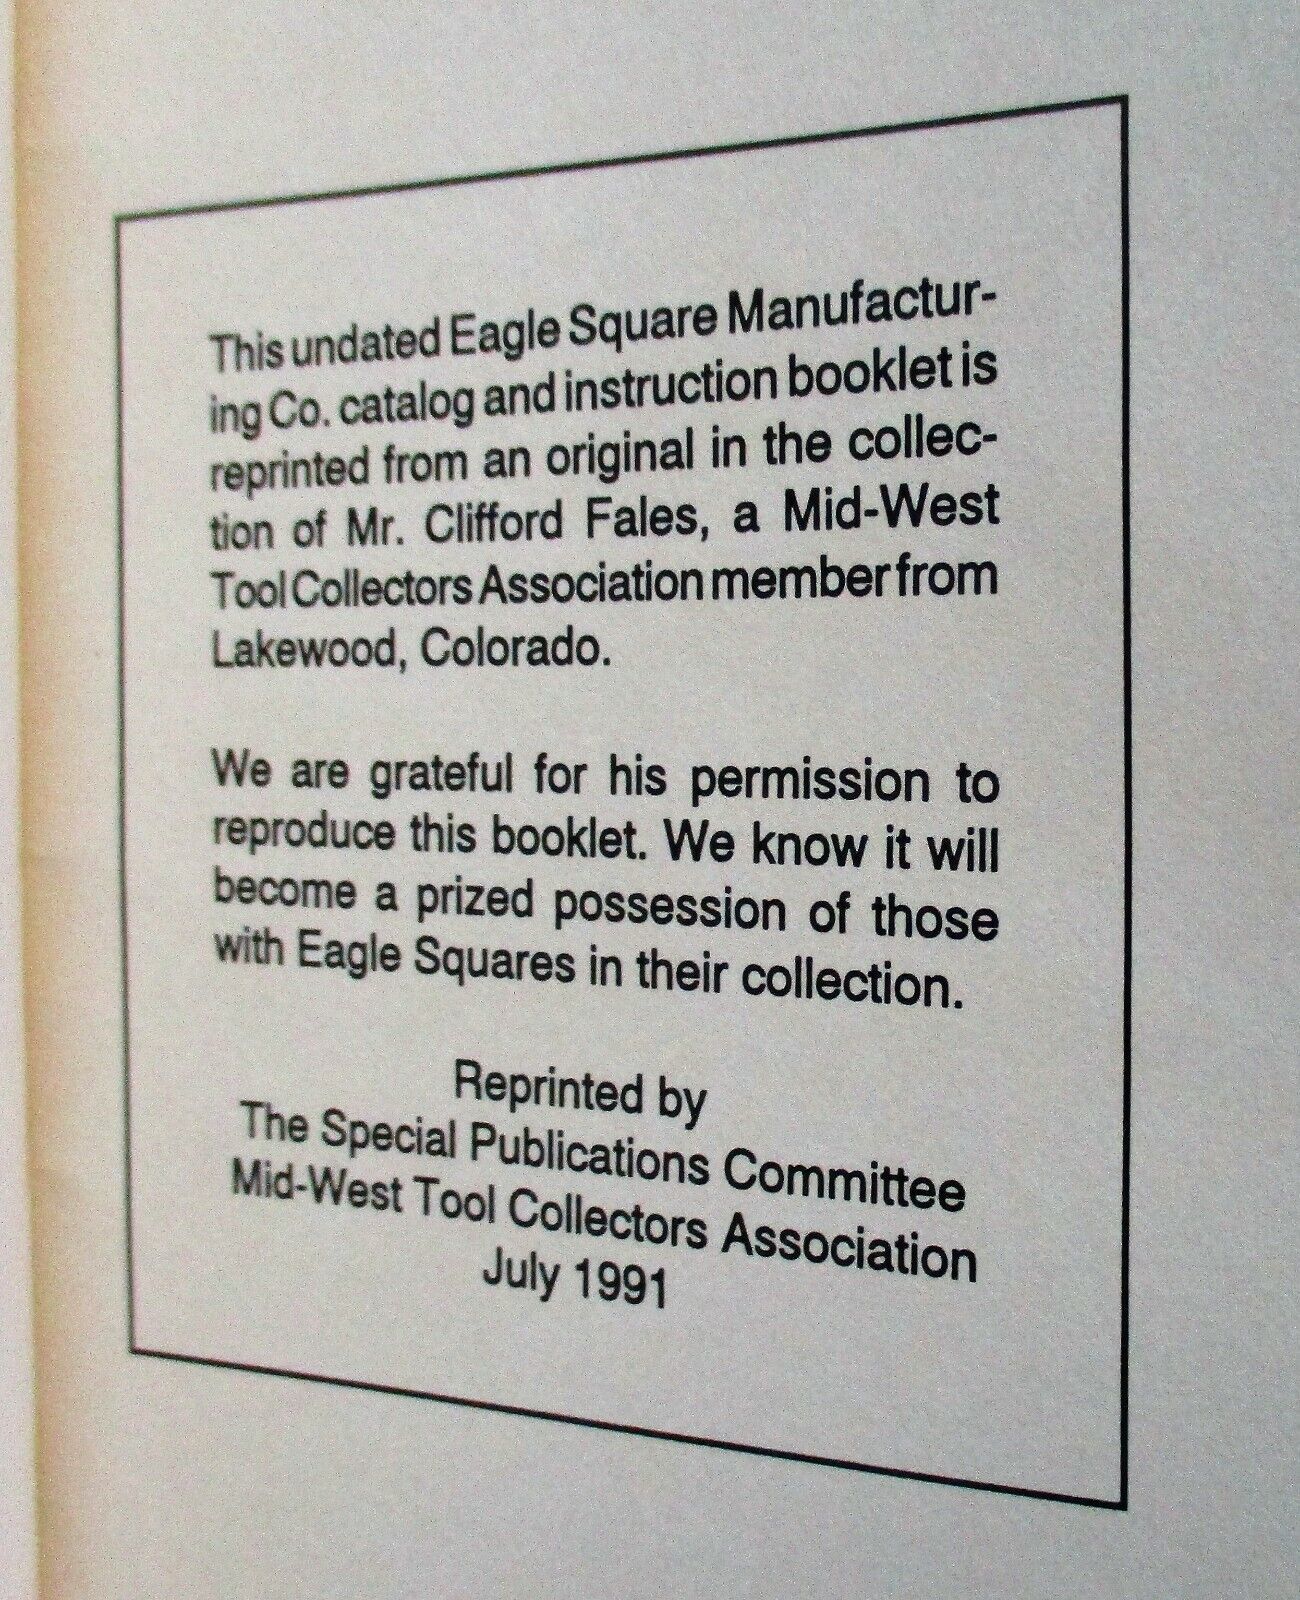 This undated Eagle Square Manufactur-
ing Co. catalog and instruction booklet is
reprinted from an original in the collec-
tion of Mr. Clifford Fales, a Mid-West
Tool Collectors Association member from
Lakewood, Colorado.
We are grateful for his permission to
reproduce this booklet. We know it will
become a prized possession of those
with Eagle Squares in their collection.
Reprinted by
The Special Publications Committee
Mid-West Tool Collectors Association
July 1991